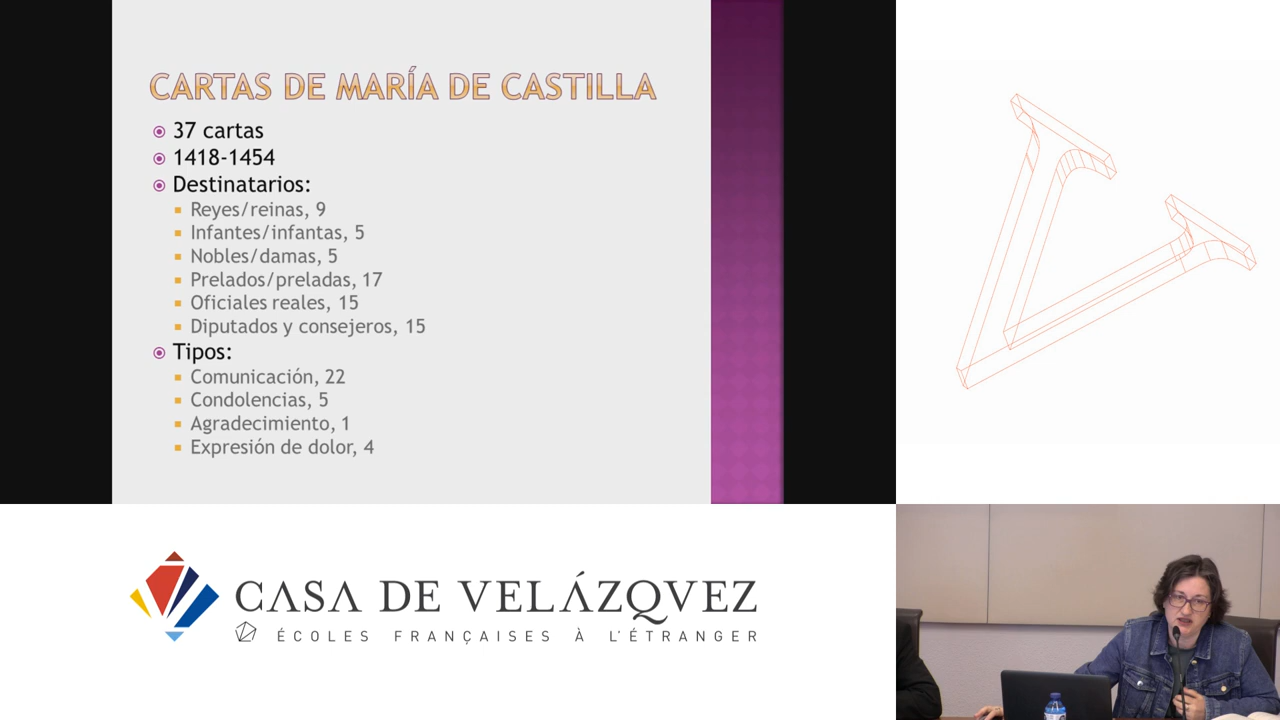 CARTAS DE MARÍA DE CASTILLA
37 cartas
1418-1454
Destinatarios:
Reyes/reinas, 9
Infantes/infantas, 5
Nobles/damas, 5
Prelados/preladas, 17
Oficiales reales, 15
Diputados y consejeros, 15
Tipos:
Comunicación, 22
Condolencias, 5
Agradecimiento, 1
Expresión de dolor, 4
CASA DE VELÁZQVEZ
ÉCOLES FRANÇAISES À L'ÉTRANGER